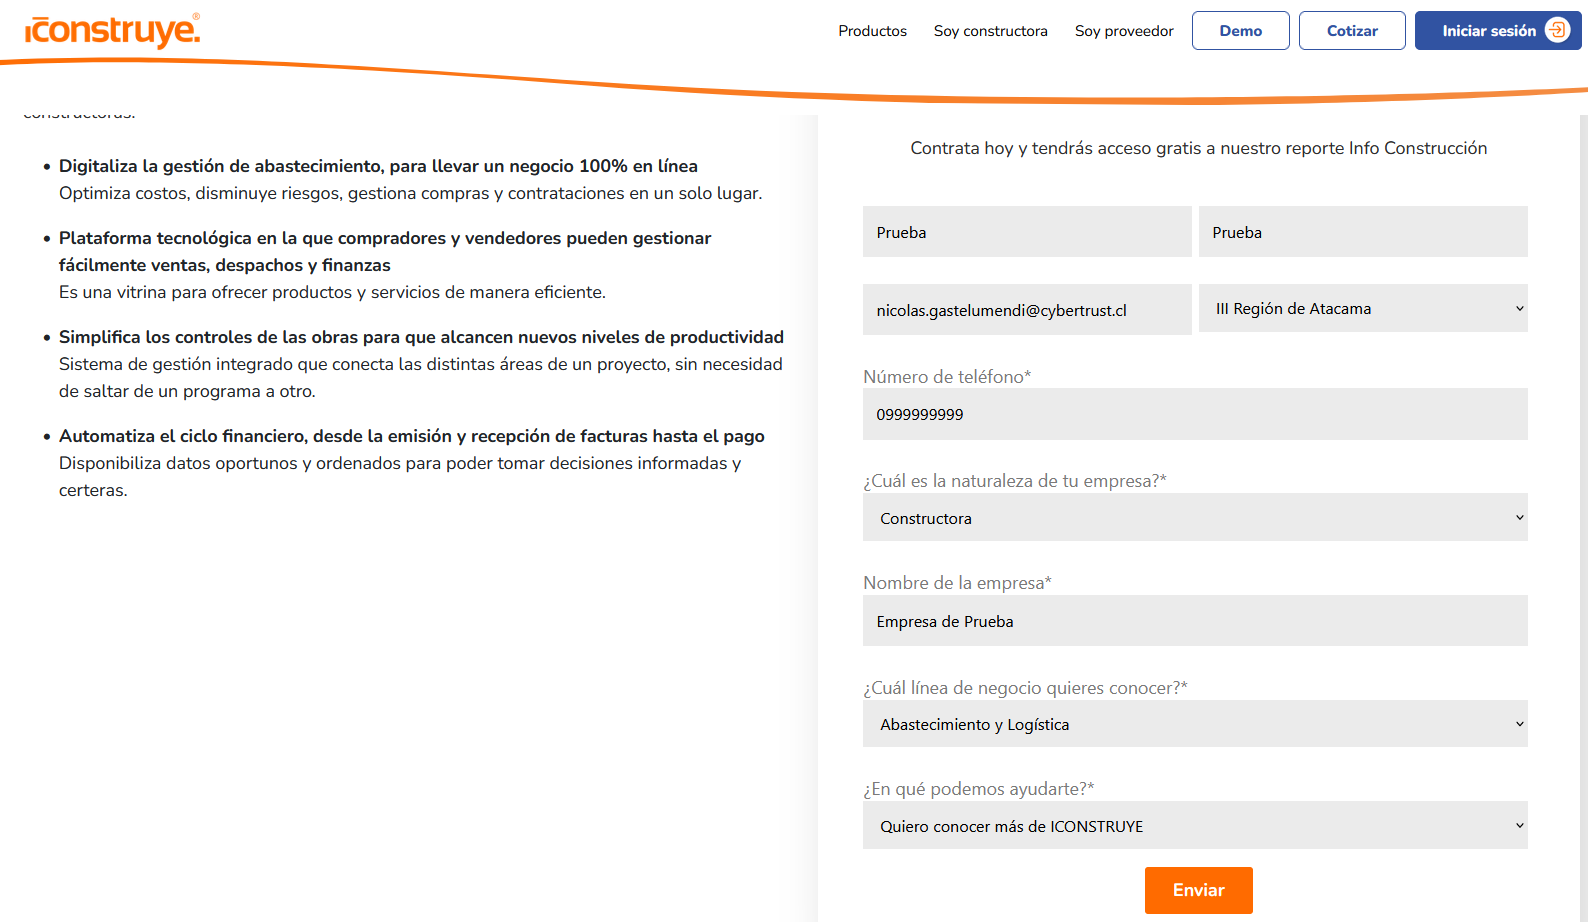 iconstruye.®
Productos
Soy constructora
Soy proveedor
Demo
Cotizar
Iniciar sesión
constructoras.
• Digitaliza la gestión de abastecimiento, para llevar un negocio 100% en línea
Optimiza costos, disminuye riesgos, gestiona compras y contrataciones en un solo lugar.
• Plataforma tecnológica en la que compradores y vendedores pueden gestionar
fácilmente ventas, despachos y finanzas
Es una vitrina para ofrecer productos y servicios de manera eficiente.
• Simplifica los controles de las obras para que alcancen nuevos niveles de productividad
Sistema de gestión integrado que conecta las distintas áreas de un proyecto, sin necesidad
de saltar de un programa a otro.
• Automatiza el ciclo financiero, desde la emisión y recepción de facturas hasta el pago
Disponibiliza datos oportunos y ordenados para poder tomar decisiones informadas y
certeras.
Contrata hoy y tendrás acceso gratis a nuestro reporte Info Construcción
Prueba
Prueba
nicolas.gastelumendi@cybertrust.cl
III Región de Atacama
Número de teléfono*
0999999999
¿Cuál es la naturaleza de tu empresa?*
Constructora
Nombre de la empresa*
Empresa de Prueba
¿Cuál línea de negocio quieres conocer?*
Abastecimiento y Logística
¿En qué podemos ayudarte?*
Quiero conocer más de ICONSTRUYE
Enviar